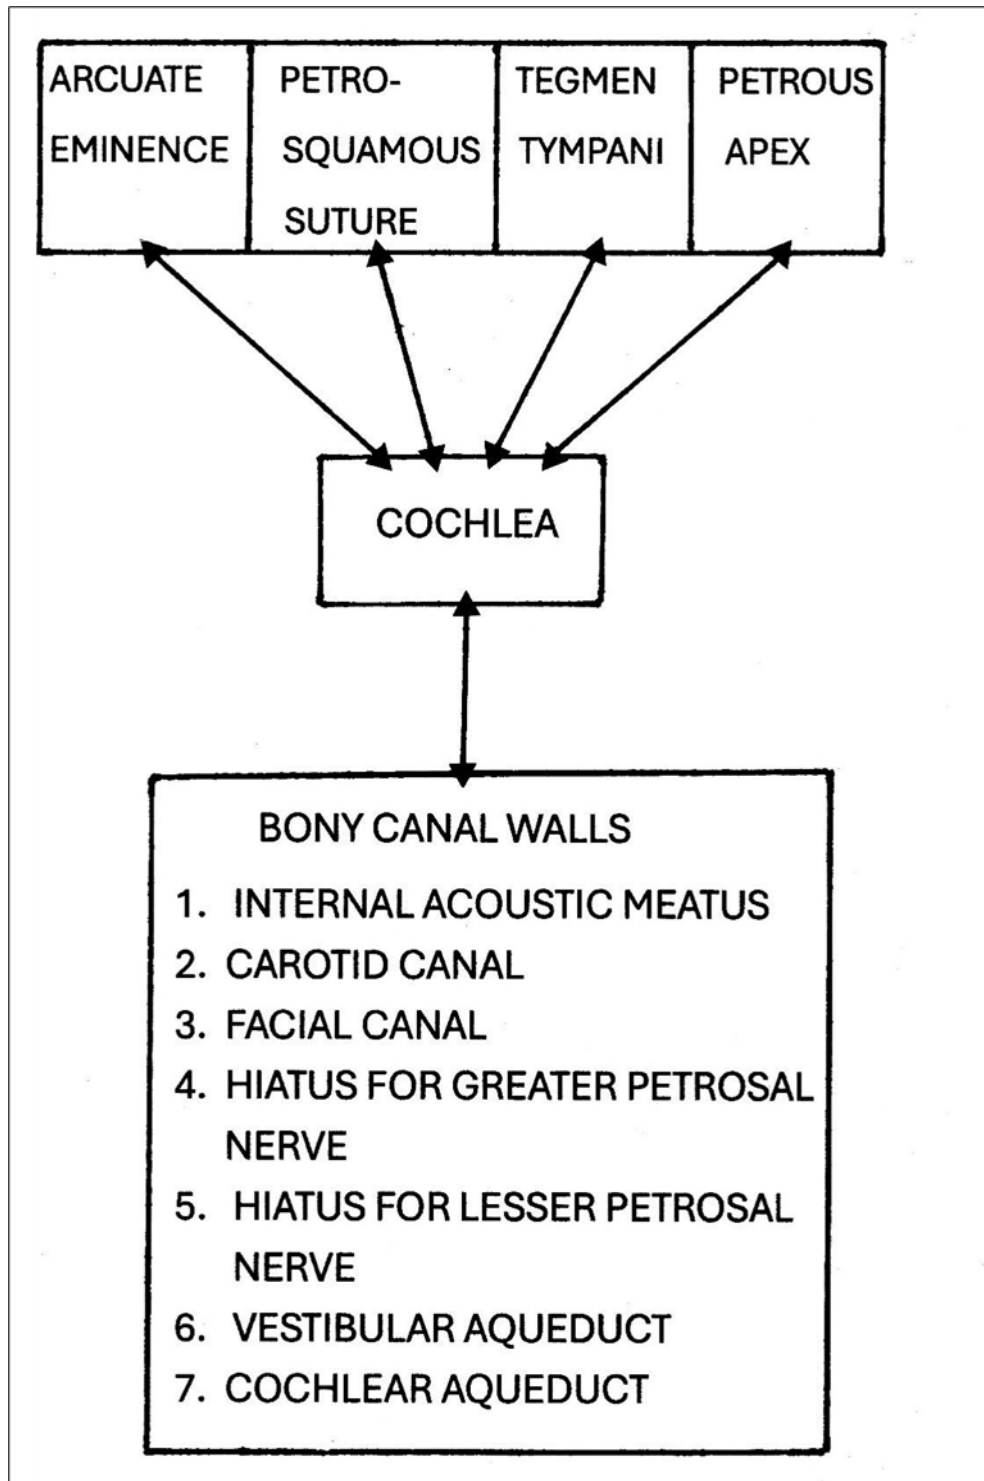 ARCUATE
EMINENCE
PETRO-
SQUAMOUS
SUTURE
TEGMEN
TYMPANI
PETROUS
APEX
COCHLEA
BONY CANAL WALLS
1. INTERNAL ACOUSTIC MEATUS
2. CAROTID CANAL
3. FACIAL CANAL
4. HIATUS FOR GREATER PETROSAL
NERVE
5. HIATUS FOR LESSER PETROSAL
NERVE
6. VESTIBULAR AQUEDUCT
7. COCHLEAR AQUEDUCT